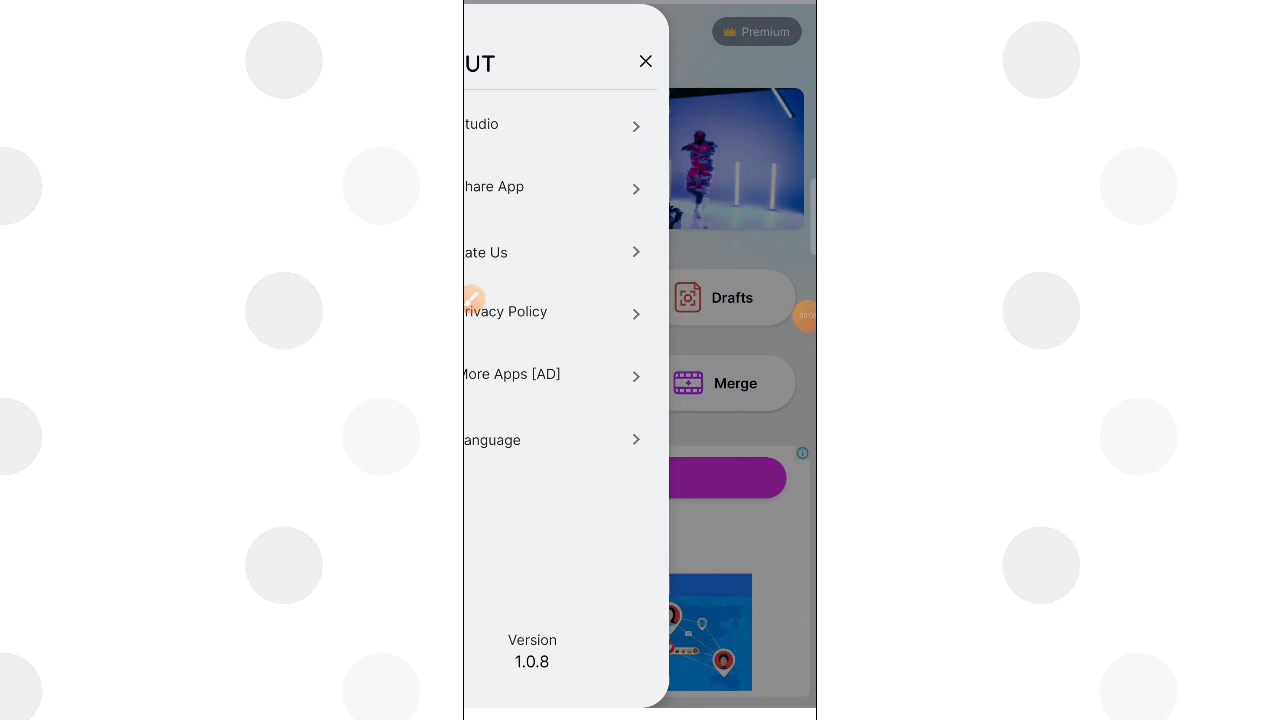 Premium
UT
tudio
hare App
ate Us
rivacy Policy
More Apps [AD]
anguage
Drafts
Merge
Version
1.0.8